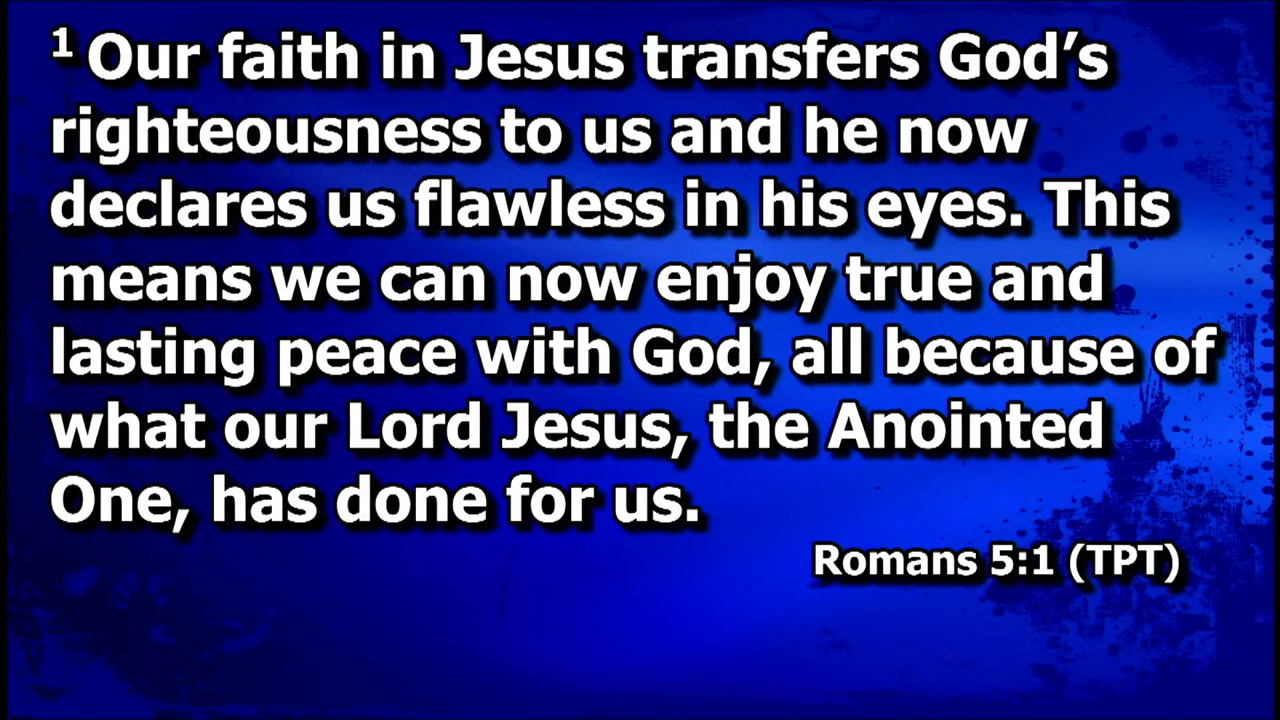 1 Our faith in Jesus transfers God’s
righteousness to us and he now
declares us flawless in his eyes. This
means we can now enjoy true and
lasting peace with God, all because of
what our Lord Jesus, the Anointed
One, has done for us.
Romans 5:1 (TPT)